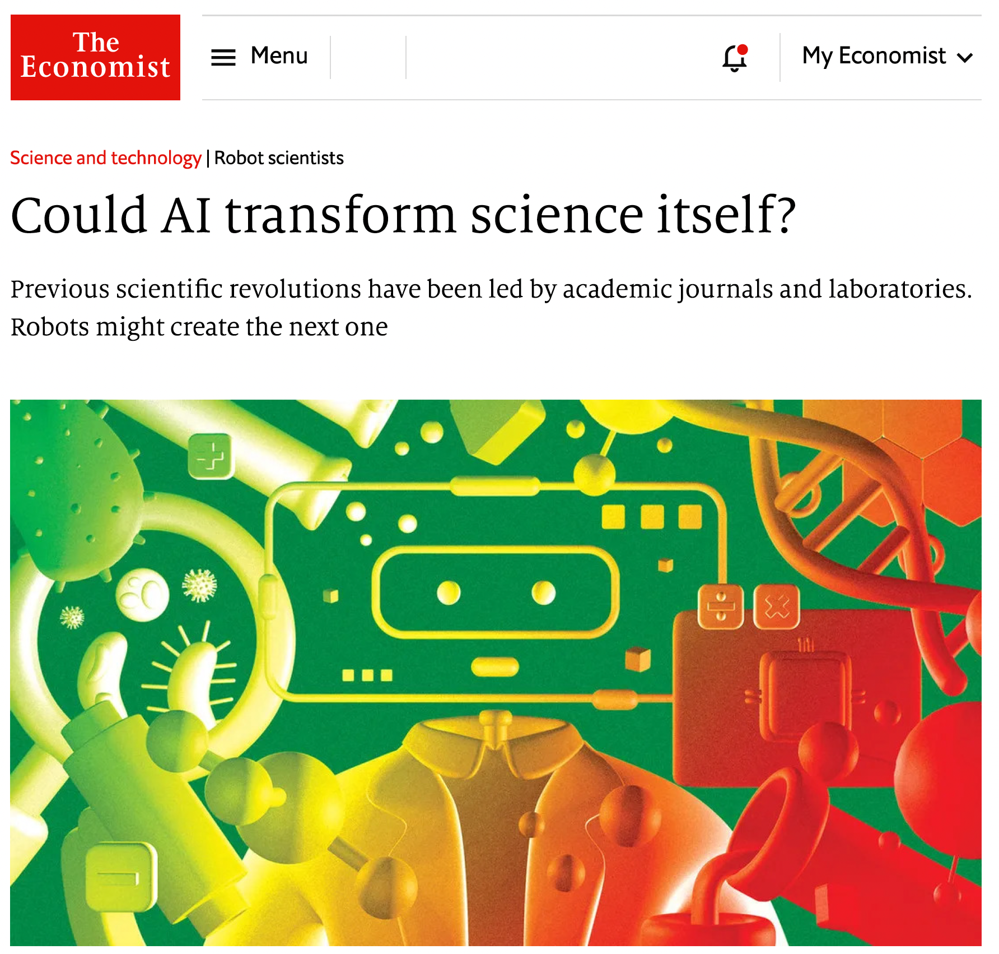 The
Economist
Menu
My Economist
Science and technology | Robot scientists
Could AI transform science itself?
Previous scientific revolutions have been led by academic journals and laboratories.
Robots might create the next one